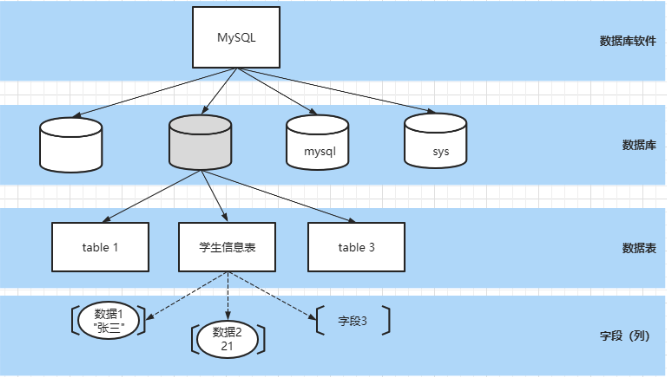 MySQL
数据库软件
mysql
sys
数据库
table 1
学生信息表
table 3
数据表
数据1
"张三"
数据2
21
字段3
字段（列）